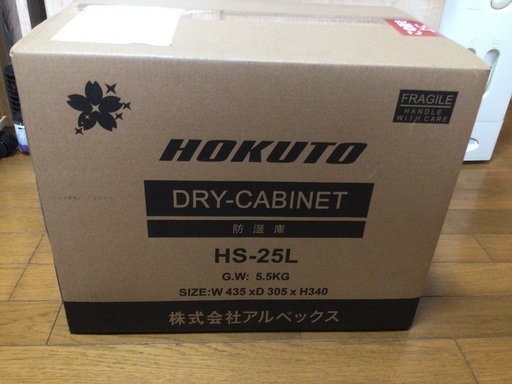 FRAGILE
HANDLE
WITH CARE
HOKUTO
DRY-CABINET
防湿庫
HS-25L
G.W: 5.5KG
SIZE:W 435 xD 305 x H340
株式会社アルベックス